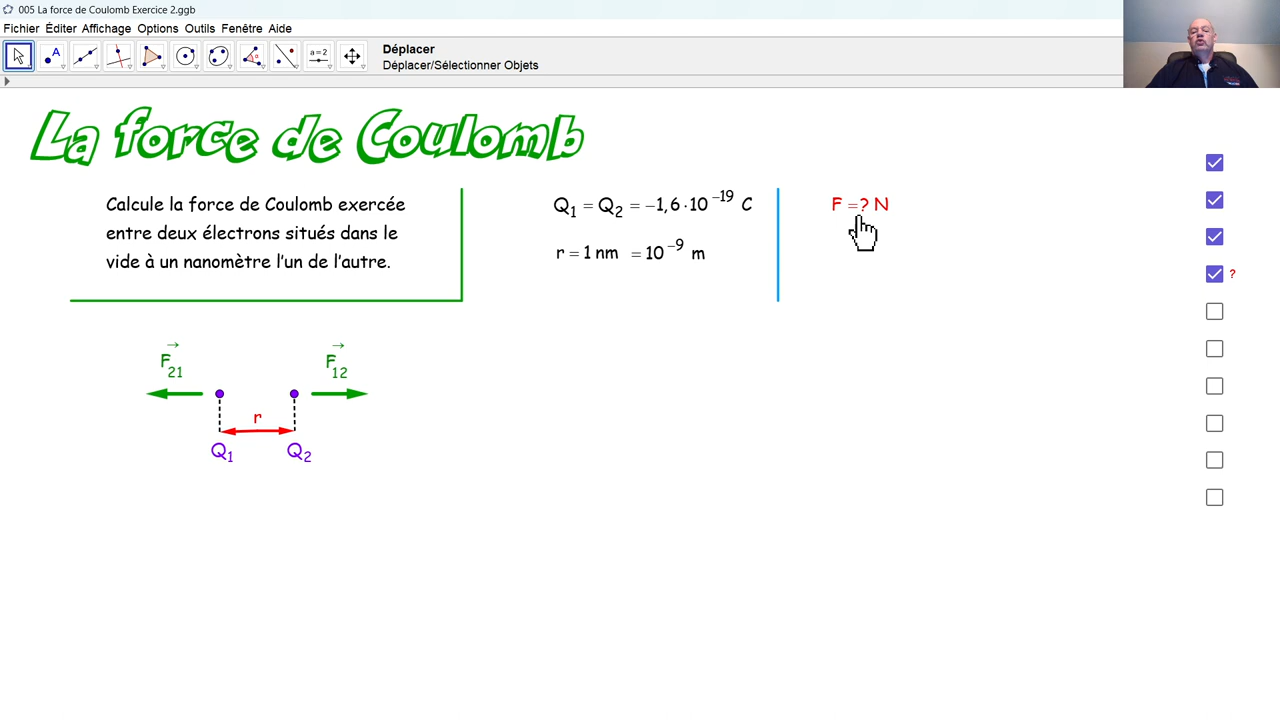 005 La force de Coulomb Exercice 2.ggb
Fichier Éditer Affichage Options Outils Fenêtre Aide
A
a=2
Déplacer
Déplacer/Sélectionner Objets
La force de Coulomb
Calcule la force de Coulomb exercée
entre deux électrons situés dans le
vide à un nanomètre l'un de l'autre.
Q₁ = Q₂ = −1,6·10⁻¹⁹ C
r = 1 nm = 10⁻⁹ m
F =? N
?
F₂₁ F₁₂
r
Q₁ Q₂